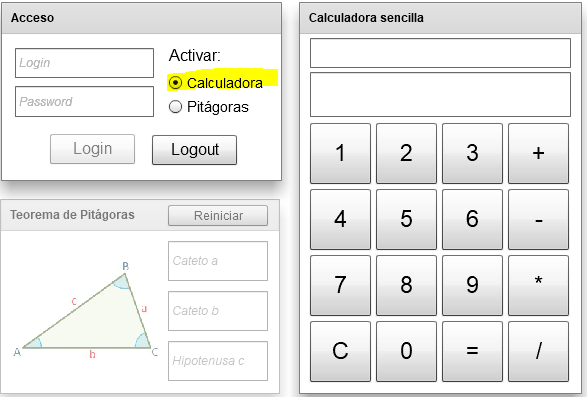 Acceso
Login
Activar:
Calculadora
Password
Pitágoras
Login
Logout
Teorema de Pitágoras
Reiniciar
Cateto a
Cateto b
Hipotenusa c
B
c
a
A
b
C
Calculadora sencilla
1 2 3 +
4 5 6 -
7 8 9 *
C 0 = /